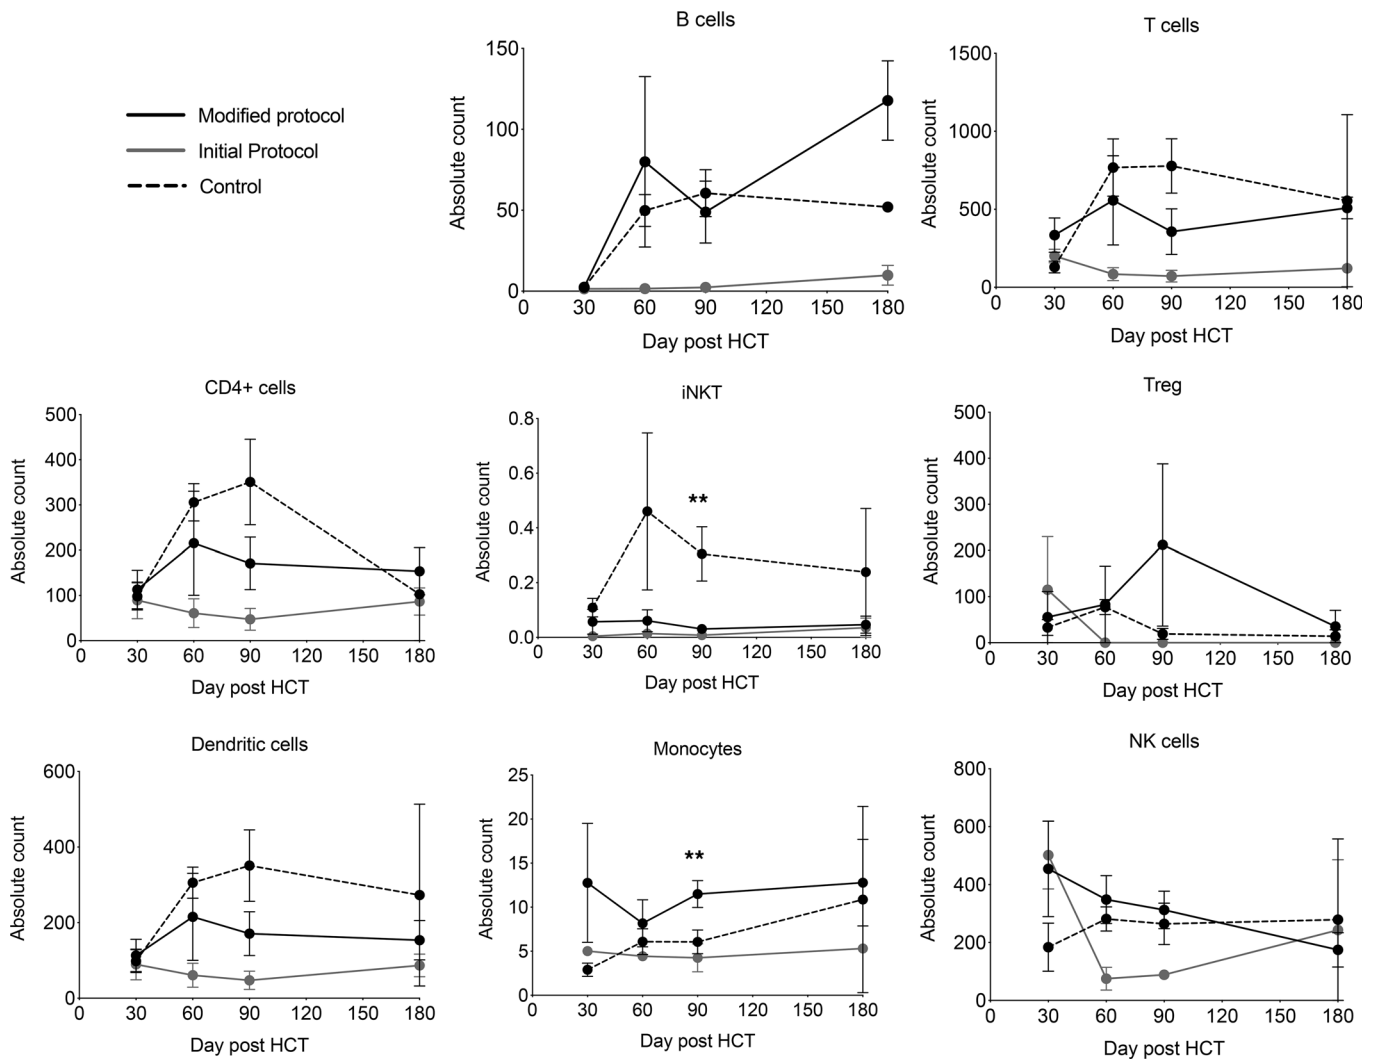 B cells
T cells
Modified protocol
Initial Protocol
Control
Absolute count
150
100
50
0
0 30 60 90 120 150 180
Day post HCT
Absolute count
1500
1000
500
0
0 30 60 90 120 150 180
Day post HCT
CD4+ cells
Absolute count
500
400
300
200
100
0
0 30 60 90 120 150 180
Day post HCT
iNKT
Absolute count
0.8
0.6
0.4
0.2
0.0
**
0 30 60 90 120 150 180
Day post HCT
Treg
Absolute count
500
400
300
200
100
0
0 30 60 90 120 150 180
Day post HCT
Dendritic cells
Absolute count
600
400
200
0
0 30 60 90 120 150 180
Day post HCT
Monocytes
Absolute count
25
20
15
10
5
0
**
0 30 60 90 120 150 180
Day post HCT
NK cells
Absolute count
800
600
400
200
0
0 30 60 90 120 150 180
Day post HCT